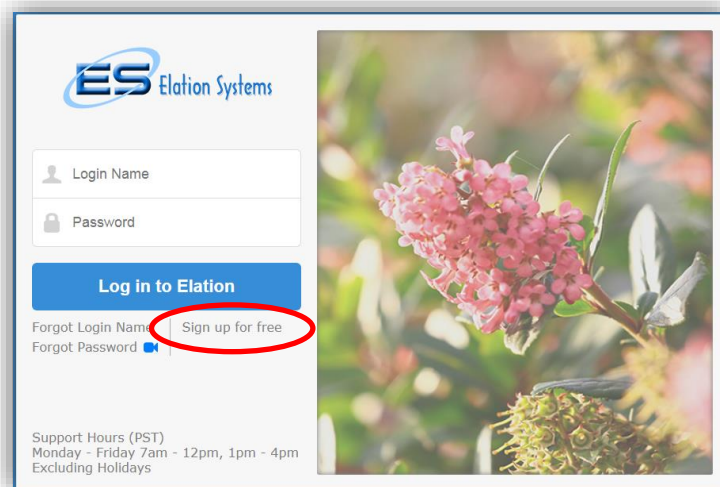 ES Elation Systems
Login Name
Password
Log in to Elation
Forgot Login Name | Sign up for free
Forgot Password
Support Hours (PST)
Monday - Friday 7am - 12pm, 1pm - 4pm
Excluding Holidays